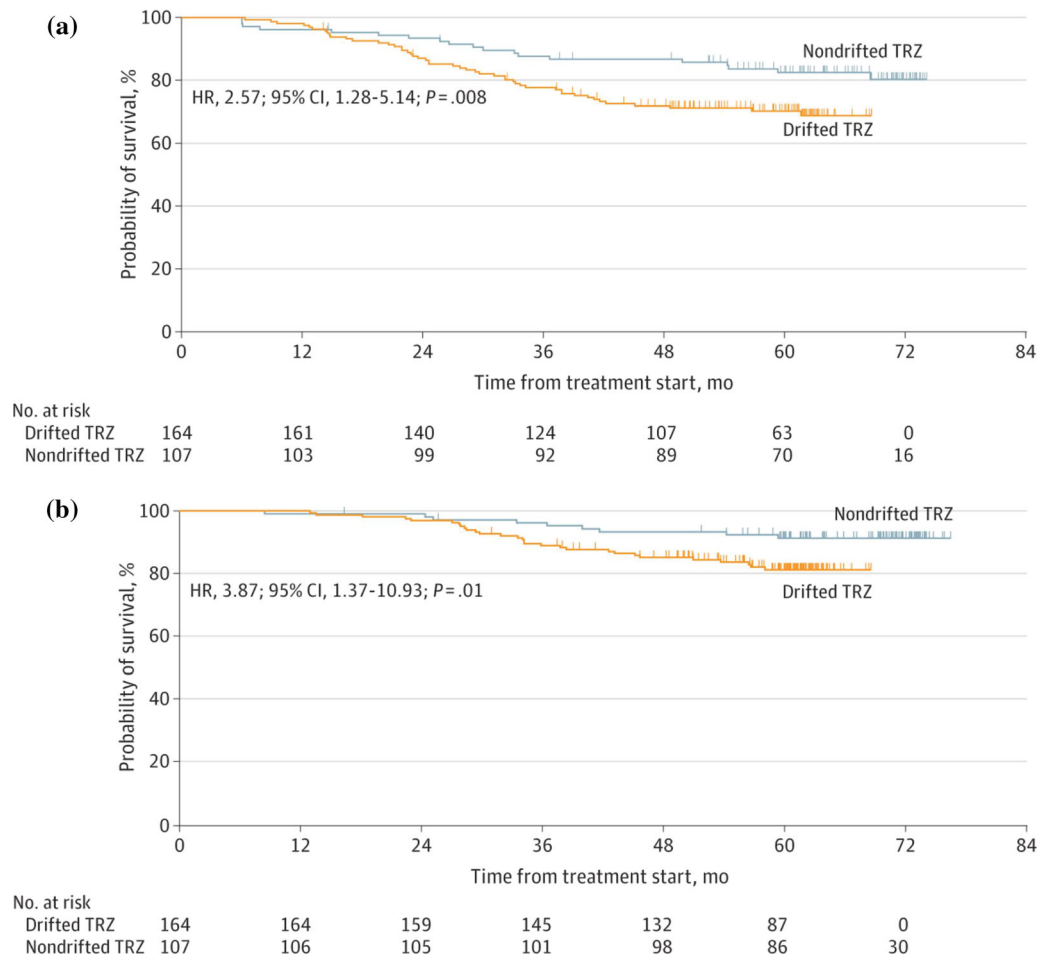 (a)
100
80
60
40
20
0
Probability of survival, %
Nondrifted TRZ
HR, 2.57; 95% CI, 1.28-5.14; P = .008
Drifted TRZ
0 12 24 36 48 60 72 84
Time from treatment start, mo
No. at risk
Drifted TRZ 164 161 140 124 107 63 0
Nondrifted TRZ 107 103 99 92 89 70 16
(b)
100
80
60
40
20
0
Probability of survival, %
Nondrifted TRZ
HR, 3.87; 95% CI, 1.37-10.93; P = .01
Drifted TRZ
0 12 24 36 48 60 72 84
Time from treatment start, mo
No. at risk
Drifted TRZ 164 164 159 145 132 87 0
Nondrifted TRZ 107 106 105 101 98 86 30